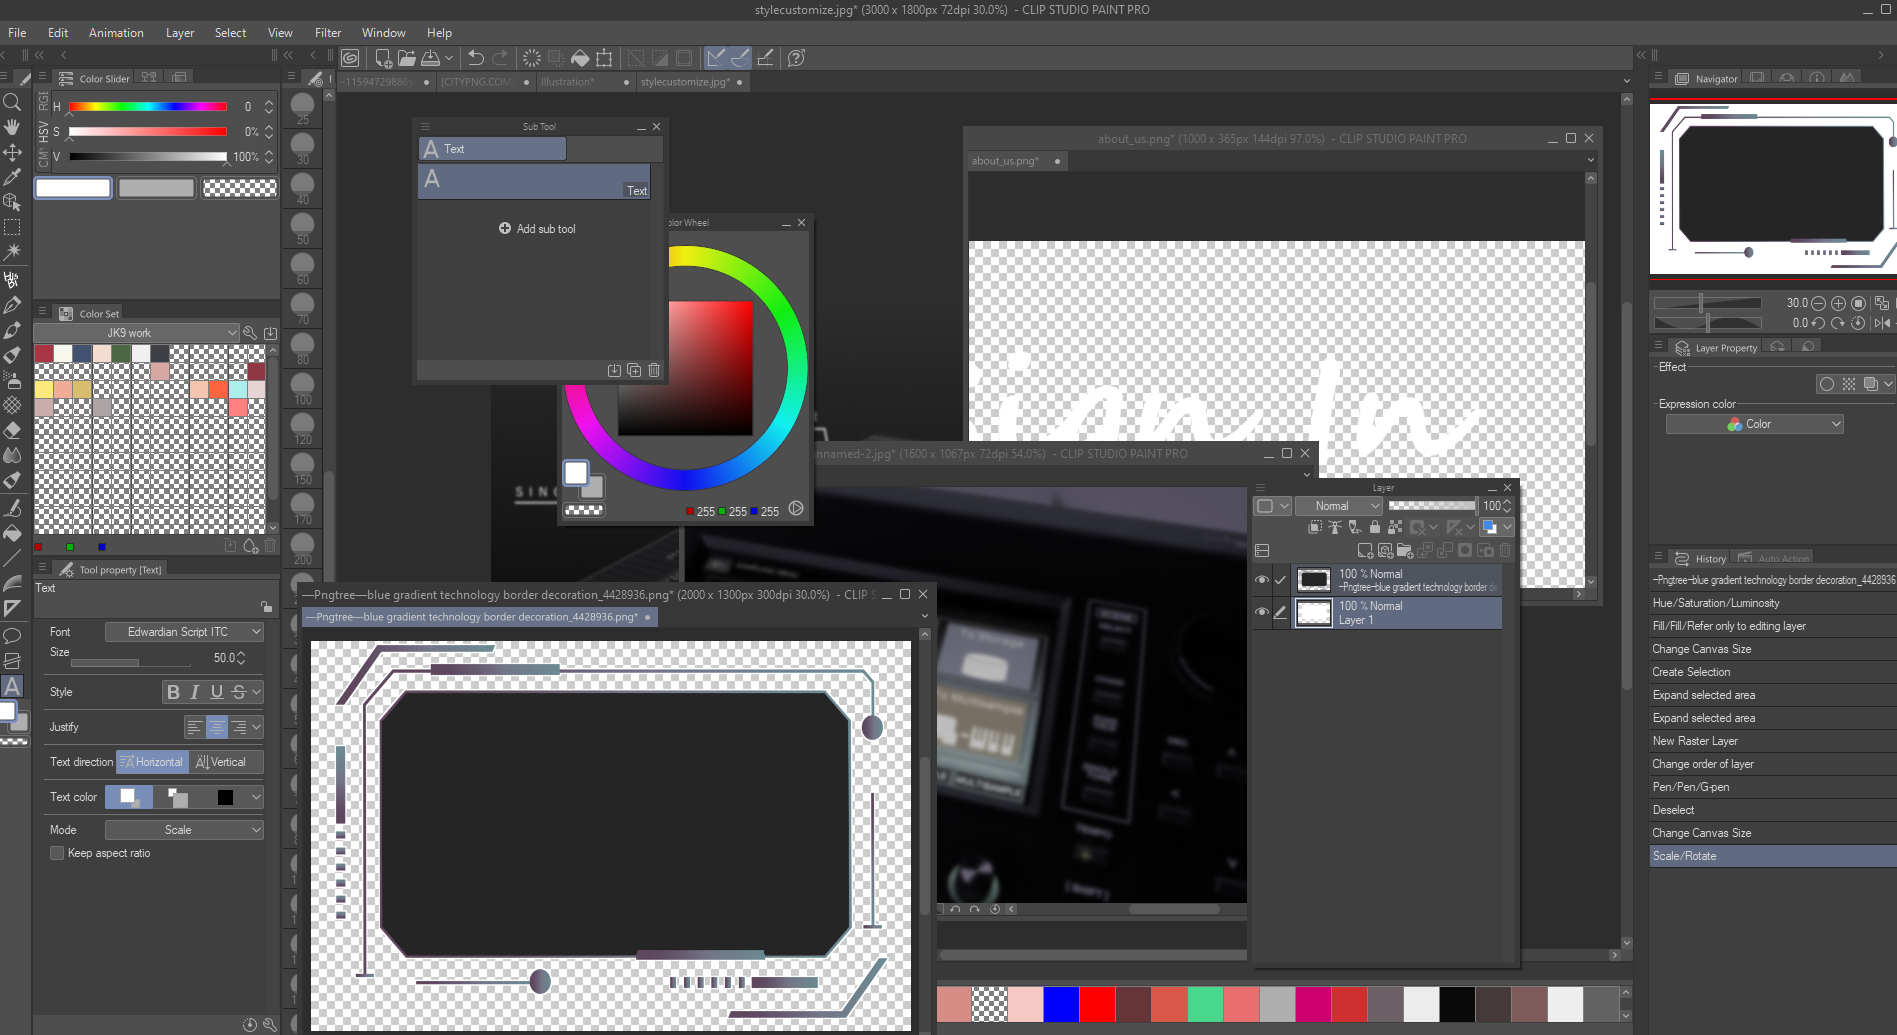 stylecustomize.jpg* (3000 x 1800px 72dpi 30.0%) - CLIP STUDIO PAINT PRO
File Edit Animation Layer Select View Filter Window Help
Color Slider
RGB
HSV
H 0
S 0%
V 100%
Color Set
JK9 work
Tool property [Text]
Text
Font Edwardian Script ITC
Size 50.0
Style B I U S
Justify
Text direction Horizontal Vertical
Text color
Mode Scale
Keep aspect ratio
25
30
40
50
60
70
80
100
120
150
170
200
[CITYPNG.COM
Illustration*
stylecustomize.jpg*
Sub Tool
Text
Text
Add sub tool
255 255 255
about_us.png* (1000 x 365px 144dpi 97.0%) - CLIP STUDIO PAINT PRO
about_us.png*
nnamed-2.jpg* (1600 x 1067px 72dpi 54.0%) - CLIP STUDIO PAINT PRO
MULTISAMPLE
TEMPO
—Pngtree—blue gradient technology border decoration_4428936.png* (2000 x 1300px 300dpi 30.0%) - CLIP S
—Pngtree—blue gradient technology border decoration_4428936.png*
Layer
Normal 100
100 % Normal
—Pngtree—blue gradient technology border de
100 % Normal
Layer 1
Navigator
30.0
0.0
Layer Property
Effect
Expression color
Color
History
Auto Action
—Pngtree—blue gradient technology border decoration_4428936
Hue/Saturation/Luminosity
Fill/Fill/Refer only to editing layer
Change Canvas Size
Create Selection
Expand selected area
Expand selected area
New Raster Layer
Change order of layer
Pen/Pen/G-pen
Deselect
Change Canvas Size
Scale/Rotate